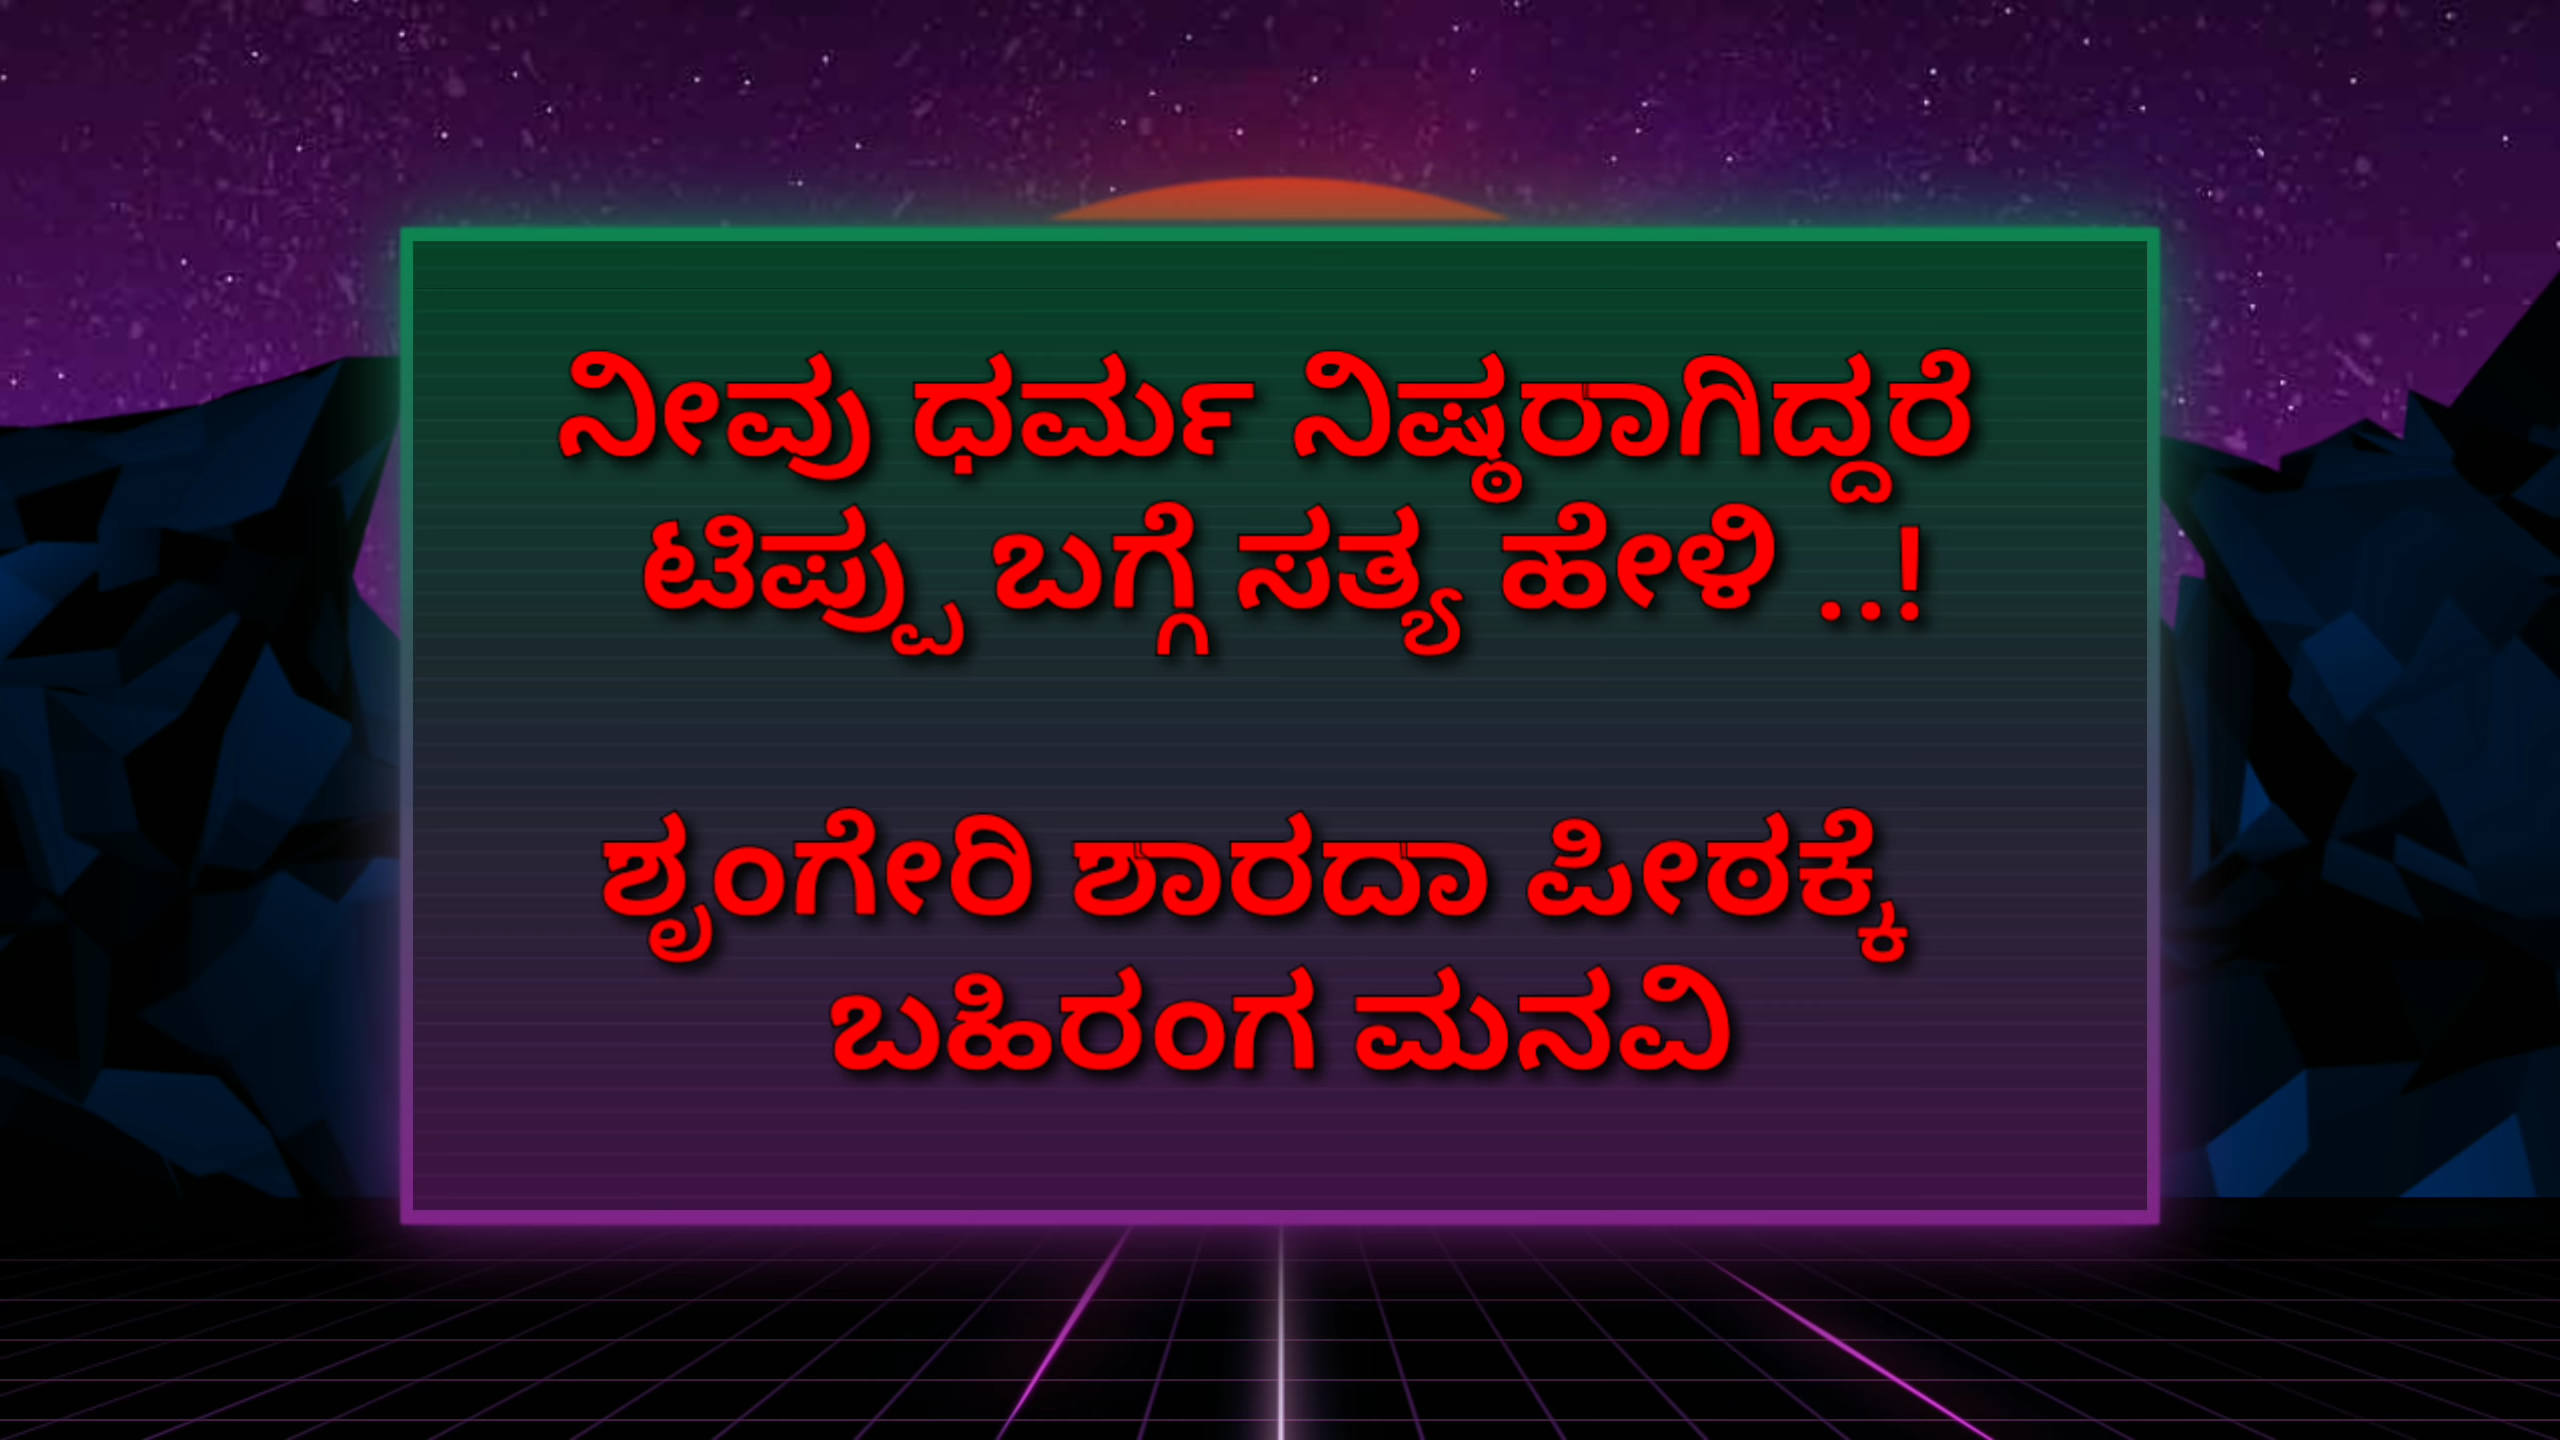 ನೀವು ಧರ್ಮ ನಿಷ್ಠರಾಗಿದ್ದರೆ
ಟಿಪ್ಪು ಬಗ್ಗೆ ಸತ್ಯ ಹೇಳಿ ..!
ಶೃಂಗೇರಿ ಶಾರದಾ ಪೀಠಕ್ಕೆ
ಬಹಿರಂಗ ಮನವಿ